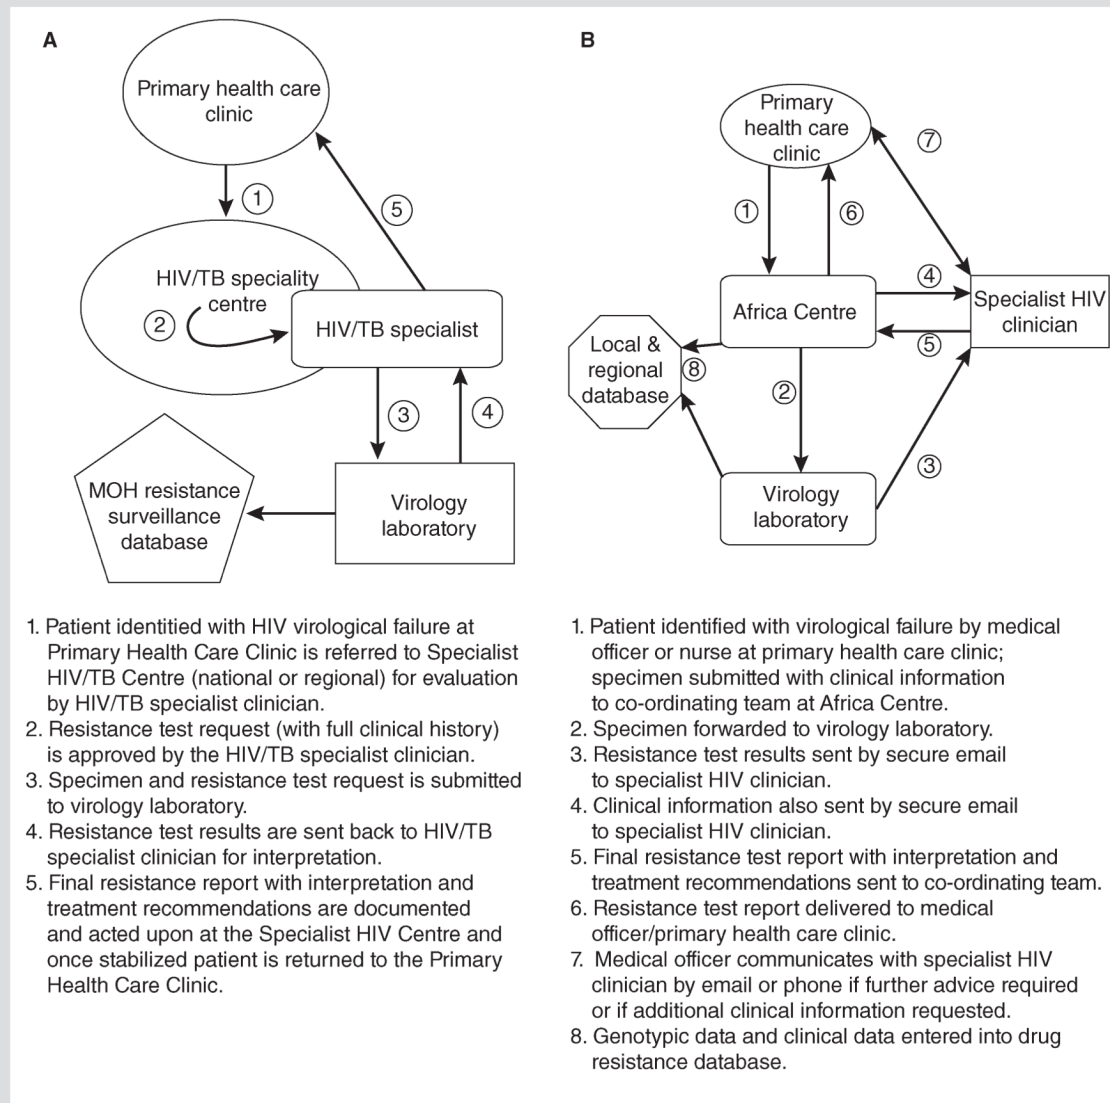 A
Primary health care
clinic
1
5
HIV/TB speciality
centre
2
HIV/TB specialist
3
4
MOH resistance
surveillance
database
Virology
laboratory
1. Patient identitied with HIV virological failure at
Primary Health Care Clinic is referred to Specialist
HIV/TB Centre (national or regional) for evaluation
by HIV/TB specialist clinician.
2. Resistance test request (with full clinical history)
is approved by the HIV/TB specialist clinician.
3. Specimen and resistance test request is submitted
to virology laboratory.
4. Resistance test results are sent back to HIV/TB
specialist clinician for interpretation.
5. Final resistance report with interpretation and
treatment recommendations are documented
and acted upon at the Specialist HIV Centre and
once stabilized patient is returned to the Primary
Health Care Clinic.
B
Primary
health care
clinic
7
1
6
4
Africa Centre
Specialist HIV
clinician
5
Local &
regional
database
8
2
3
Virology
laboratory
1. Patient identified with virological failure by medical
officer or nurse at primary health care clinic;
specimen submitted with clinical information
to co-ordinating team at Africa Centre.
2. Specimen forwarded to virology laboratory.
3. Resistance test results sent by secure email
to specialist HIV clinician.
4. Clinical information also sent by secure email
to specialist HIV clinician.
5. Final resistance test report with interpretation and
treatment recommendations sent to co-ordinating team.
6. Resistance test report delivered to medical
officer/primary health care clinic.
7. Medical officer communicates with specialist HIV
clinician by email or phone if further advice required
or if additional clinical information requested.
8. Genotypic data and clinical data entered into drug
resistance database.